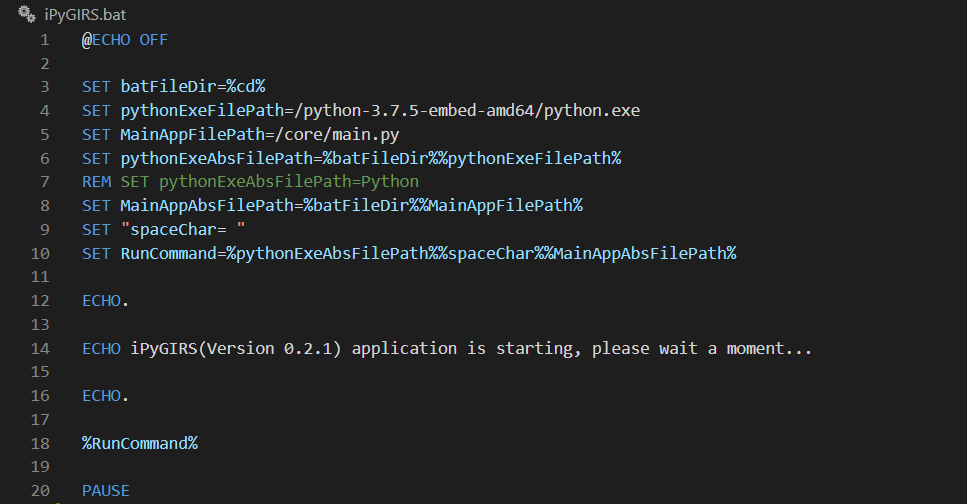 iPyGIRS.bat
1 @ECHO OFF
2
3 SET batFileDir=%cd%
4 SET pythonExeFilePath=/python-3.7.5-embed-amd64/python.exe
5 SET MainAppFilePath=/core/main.py
6 SET pythonExeAbsFilePath=%batFileDir%%pythonExeFilePath%
7 REM SET pythonExeAbsFilePath=Python
8 SET MainAppAbsFilePath=%batFileDir%%MainAppFilePath%
9 SET "spaceChar= "
10 SET RunCommand=%pythonExeAbsFilePath%%spaceChar%%MainAppAbsFilePath%
11
12 ECHO.
13
14 ECHO iPyGIRS(Version 0.2.1) application is starting, please wait a moment...
15
16 ECHO.
17
18 %RunCommand%
19
20 PAUSE